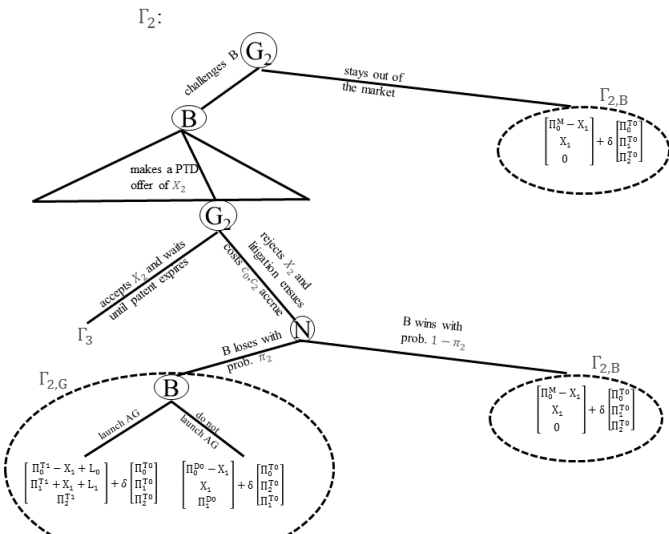 Γ₂:
G₂
challenges B
stays out of
the market
Γ₂,B
[Π₀ᴹ − X₁
X₁
0] + δ [Π₀ᵀ⁰
Π₁ᵀ⁰
Π₂ᵀ⁰]
B
makes a PTD
offer of X₂
G₂
accepts X₂ and waits
until patent expires
rejects X₂ and
litigation ensues
costs c₀,c₂ accrue
Γ₃
N
B loses with
prob. π₂
B wins with
prob. 1 − π₂
Γ₂,G
B
Γ₂,B
launch AG
do not
launch AG
[Π₀ᵀ¹ − X₁ + L₀
Π₁ᵀ¹ + X₁ + L₁
Π₂ᵀ¹] + δ [Π₀ᵀ⁰
Π₁ᵀ⁰
Π₂ᵀ⁰]
[Π₀ᴰ⁰ − X₁
X₁
Π₁ᴰ⁰] + δ [Π₀ᵀ⁰
Π₂ᵀ⁰
Π₁ᵀ⁰]
[Π₀ᴹ − X₁
X₁
0] + δ [Π₀ᵀ⁰
Π₁ᵀ⁰
Π₂ᵀ⁰]